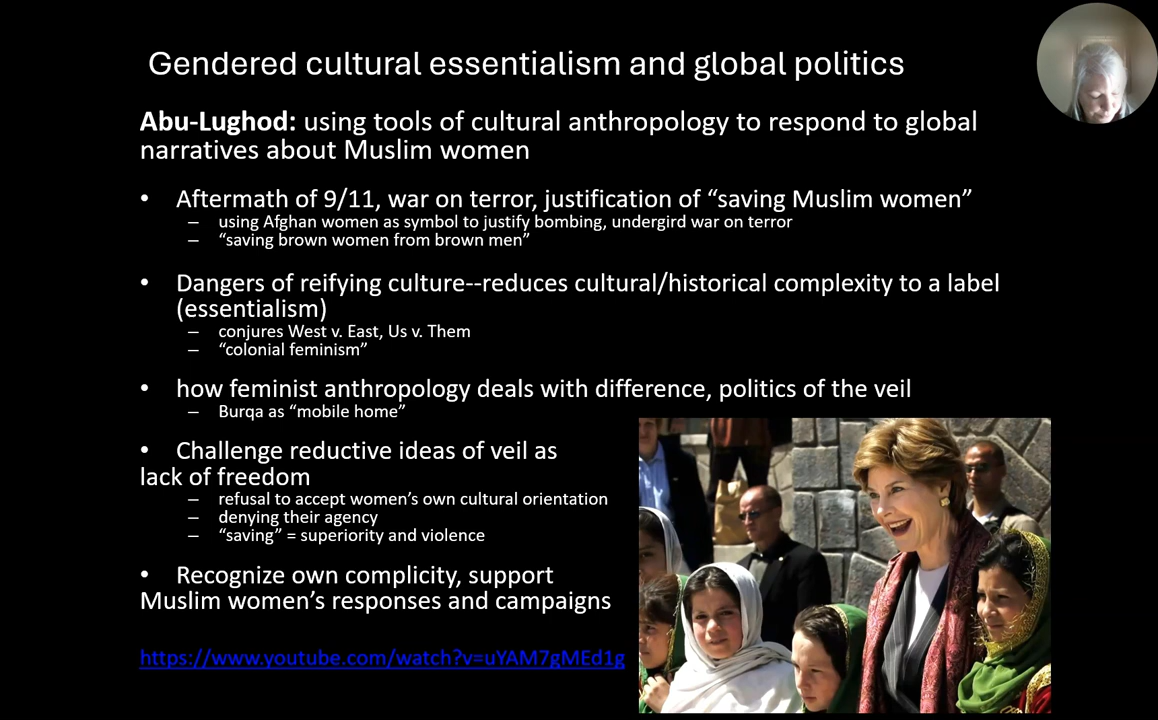 Gendered cultural essentialism and global politics
Abu-Lughod: using tools of cultural anthropology to respond to global
narratives about Muslim women
• Aftermath of 9/11, war on terror, justification of “saving Muslim women”
– using Afghan women as symbol to justify bombing, undergird war on terror
– “saving brown women from brown men”
• Dangers of reifying culture--reduces cultural/historical complexity to a label
(essentialism)
– conjures West v. East, Us v. Them
– “colonial feminism”
• how feminist anthropology deals with difference, politics of the veil
– Burqa as “mobile home”
• Challenge reductive ideas of veil as
lack of freedom
– refusal to accept women’s own cultural orientation
– denying their agency
– “saving” = superiority and violence
• Recognize own complicity, support
Muslim women’s responses and campaigns
https://www.youtube.com/watch?v=uYAM7gMEd1g